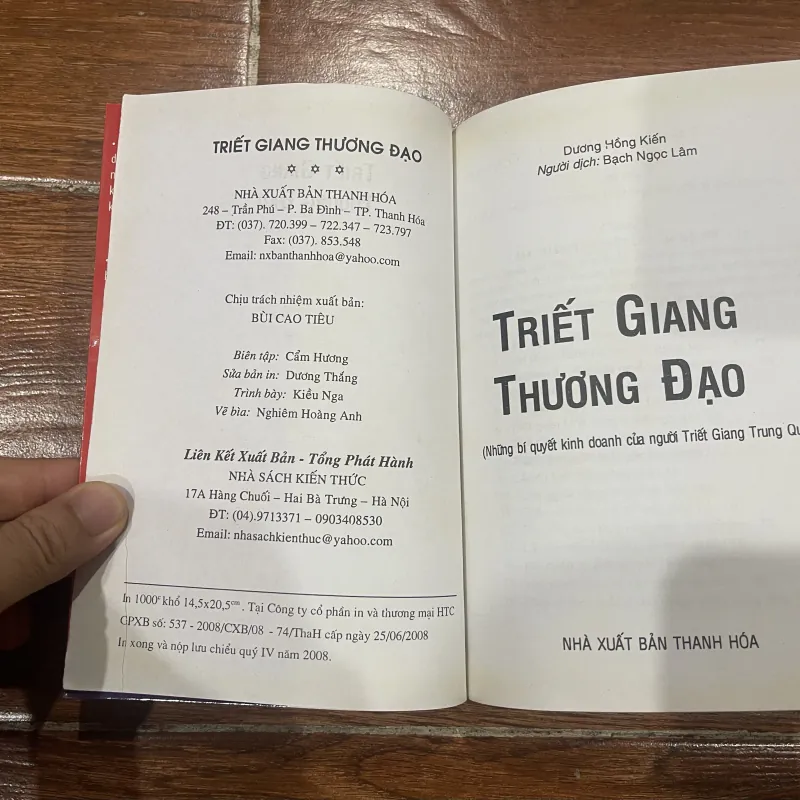 TRIẾT GIANG THƯƠNG ĐẠO
NHÀ XUẤT BẢN THANH HÓA
248 – Trần Phú – P. Ba Đình – TP. Thanh Hóa
ĐT: (037). 720.399 – 722.347 – 723.797
Fax: (037). 853.548
Email: nxbanthanhhoa@yahoo.com
Chịu trách nhiệm xuất bản:
BÙI CAO TIÊU
Biên tập: Cẩm Hương
Sửa bản in: Dương Thắng
Trình bày: Kiều Nga
Vẽ bìa: Nghiêm Hoàng Anh
Liên Kết Xuất Bản - Tổng Phát Hành
NHÀ SÁCH KIẾN THỨC
17A Hàng Chuối – Hai Bà Trưng – Hà Nội
ĐT: (04).9713371 – 0903408530
Email: nhasachkienthuc@yahoo.com
In 1000ᶜ khổ 14,5x20,5ᶜᵐ. Tại Công ty cổ phần in và thương mại HTC
GPXB số: 537 - 2008/CXB/08 - 74/ThaH cấp ngày 25/06/2008
In xong và nộp lưu chiểu quý IV năm 2008.
Dương Hồng Kiến
Người dịch: Bạch Ngọc Lâm
TRIẾT GIANG
THƯƠNG ĐẠO
(Những bí quyết kinh doanh của người Triết Giang Trung Qu
NHÀ XUẤT BẢN THANH HÓA